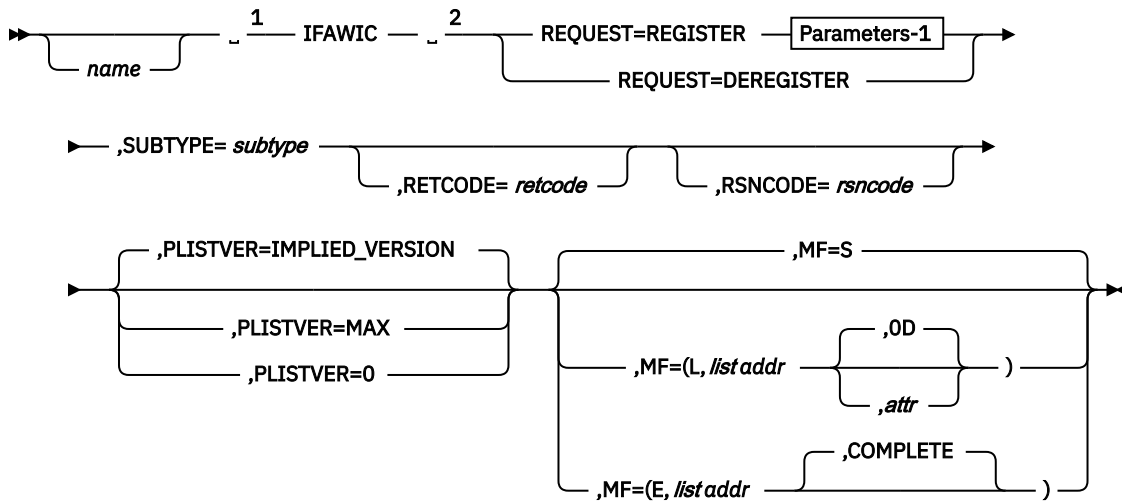 1 2
IFAWIC REQUEST=REGISTER Parameters-1
name
REQUEST=DEREGISTER
,SUBTYPE= subtype
,RETCODE= retcode ,RSNCODE= rsncode
,PLISTVER=IMPLIED_VERSION ,MF=S
,PLISTVER=MAX
,0D
,PLISTVER=0
,MF=(L, list addr )
,attr
,COMPLETE
,MF=(E, list addr )